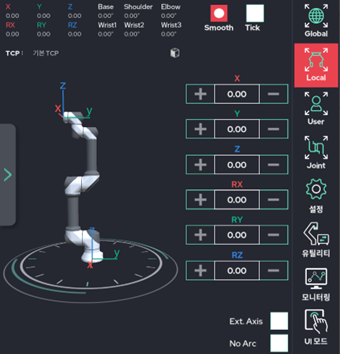 X Y Z Base Shoulder Elbow
0.00 0.00 0.00 0.00° 0.00° 0.00°
RX RY RZ Wrist1 Wrist2 Wrist3
0.00 0.00 0.00 0.00° 0.00° 0.00°
Smooth Tick
Global
TCP : 기본 TCP
Local
X
+ 0.00 −
Y
+ 0.00 −
User
Z
+ 0.00 −
Joint
RX
+ 0.00 −
설정
RY
+ 0.00 −
유틸리티
RZ
+ 0.00 −
모니터링
Z
X Y
Z
Y
X
Ext. Axis
No Arc
UI 모드